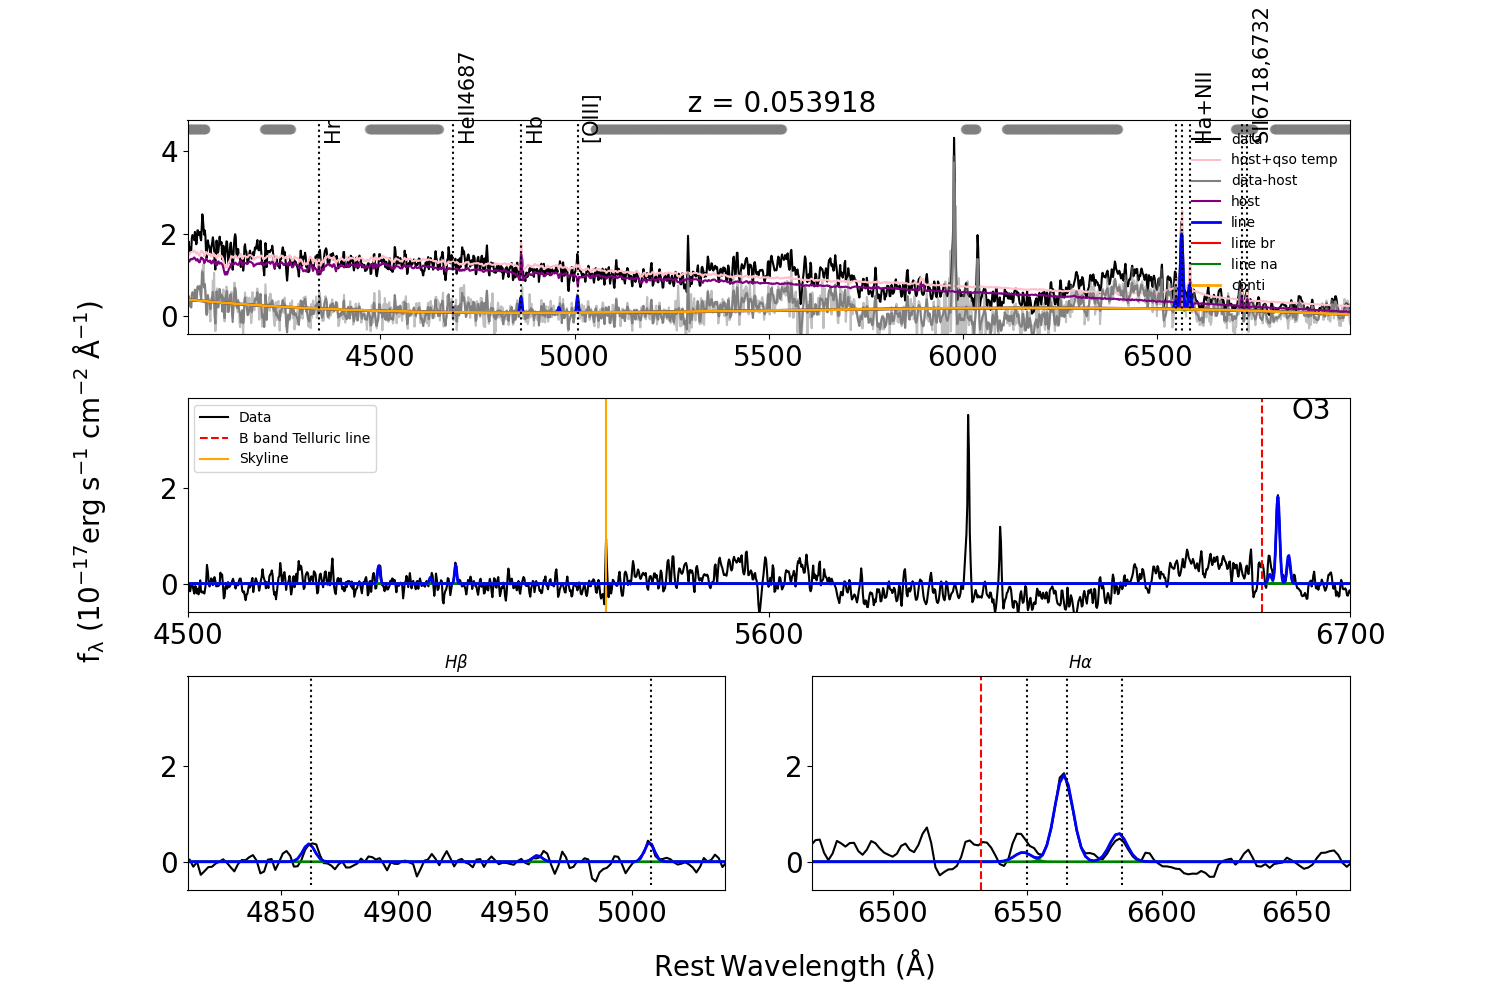 z = 0.053918
Hr
HeII4687
Hb
[OIII]
Ha+NII
SII6718,6732
data
host+qso temp
data-host
host
line
line br
line na
conti
4
2
0
4500
5000
5500
6000
6500
O3
Data
B band Telluric line
Skyline
2
0
4500
5600
6700
fλ (10⁻¹⁷erg s⁻¹ cm⁻² Å⁻¹)
Hβ
2
0
4850
4900
4950
5000
Hα
2
0
6500
6550
6600
6650
Rest Wavelength (Å)